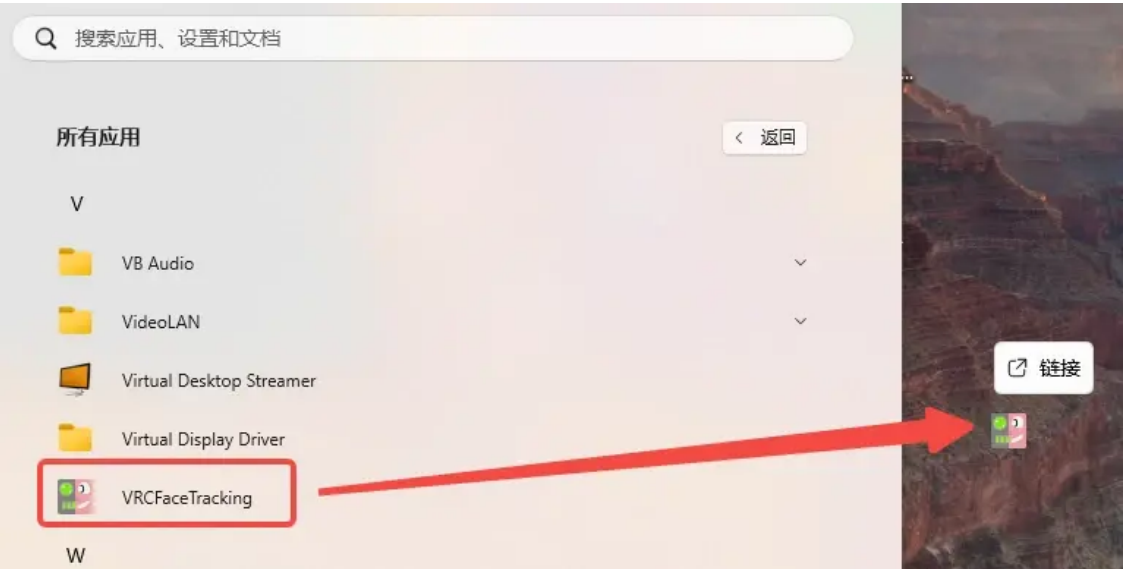 搜索应用、设置和文档
所有应用
返回
V
VB Audio
VideoLAN
Virtual Desktop Streamer
链接
Virtual Display Driver
VRCFaceTracking
W